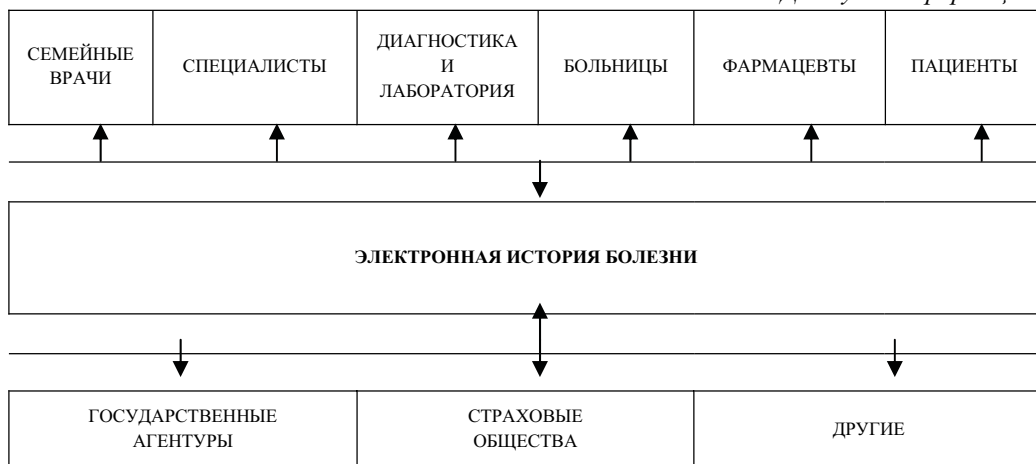 СЕМЕЙНЫЕ
ВРАЧИ
СПЕЦИАЛИСТЫ
ДИАГНОСТИКА
И
ЛАБОРАТОРИЯ
БОЛЬНИЦЫ
ФАРМАЦЕВТЫ
ПАЦИЕНТЫ
ЭЛЕКТРОННАЯ ИСТОРИЯ БОЛЕЗНИ
ГОСУДАРСТВЕННЫЕ
АГЕНТУРЫ
СТРАХОВЫЕ
ОБЩЕСТВА
ДРУГИЕ